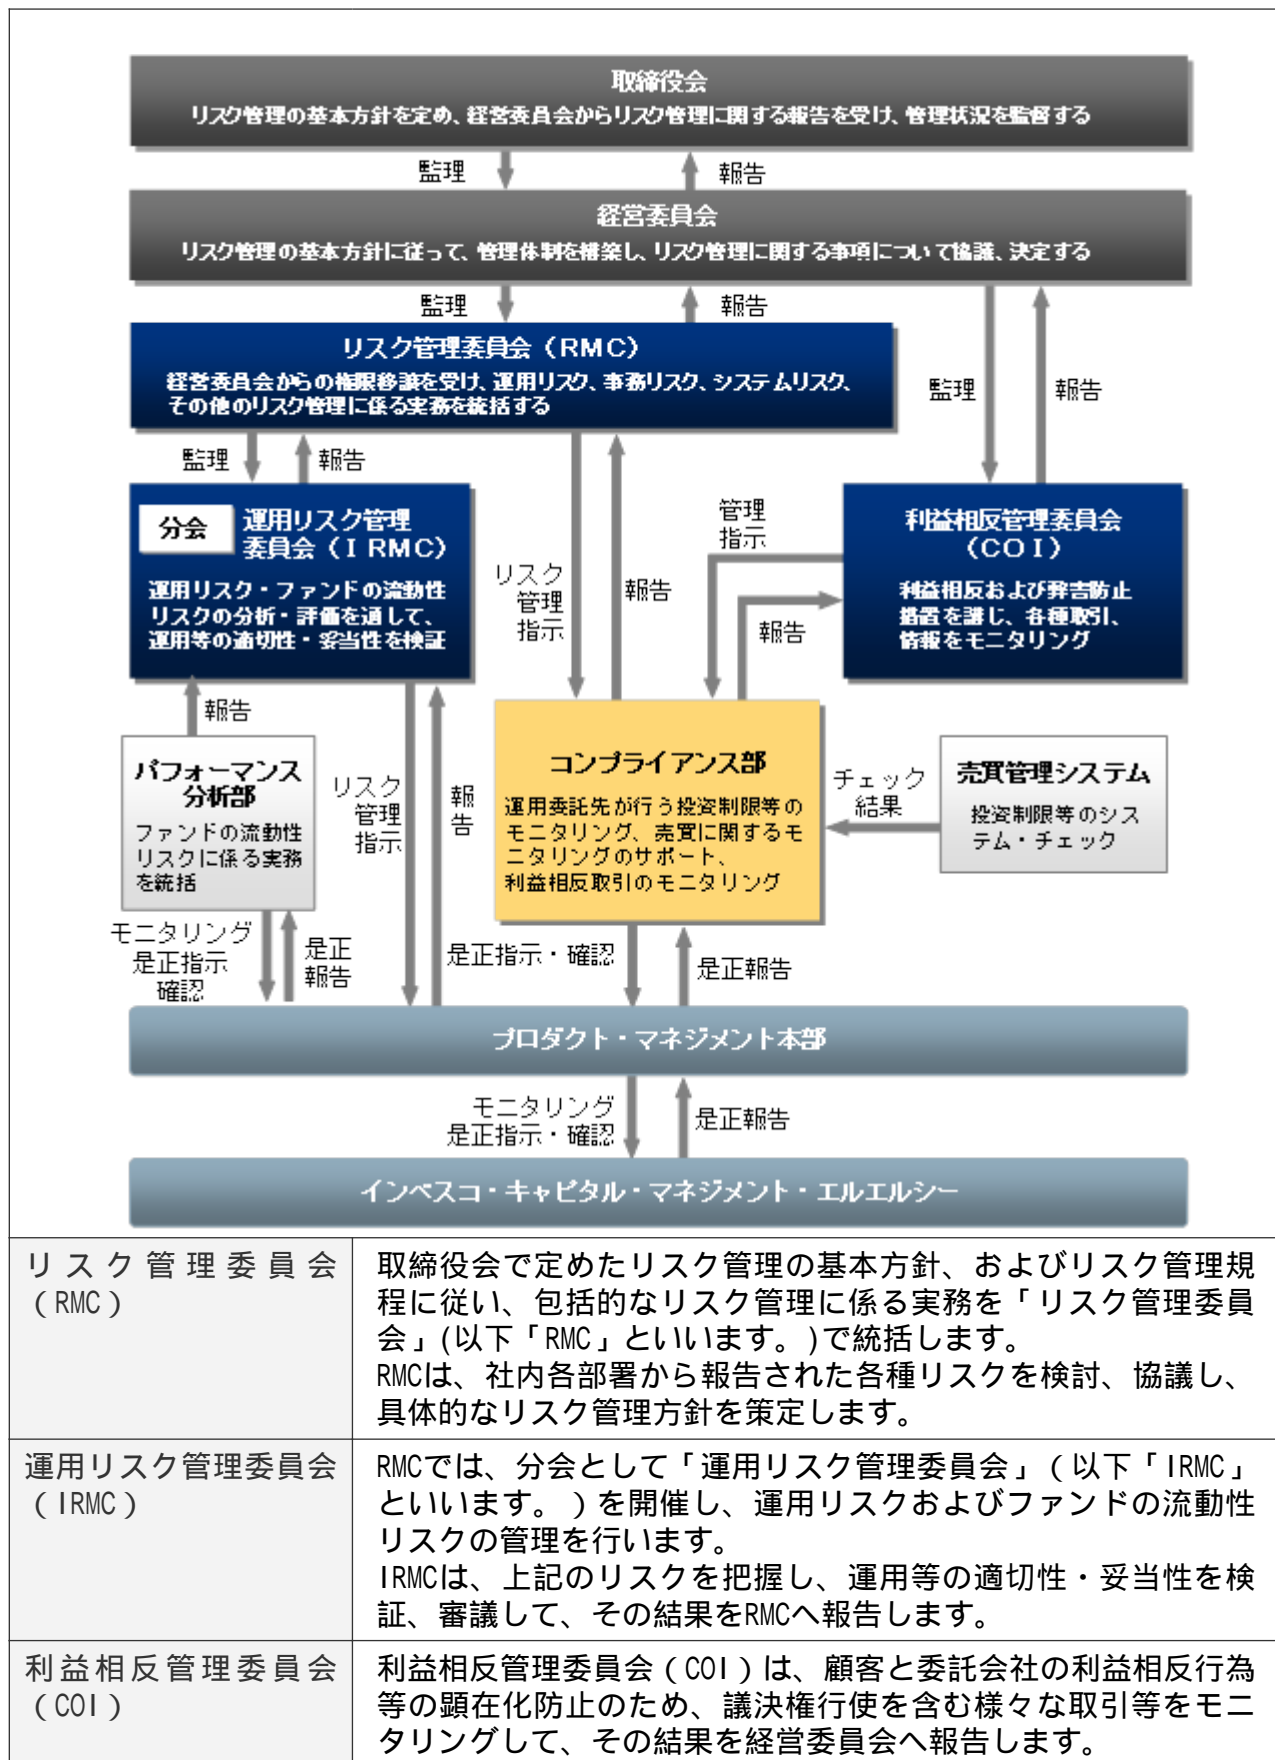 取締役会
リスク管理の基本方針を定め、経営委員会からリスク管理に関する報告を受け、管理状況を監督する
監理
報告
経営委員会
リスク管理の基本方針に従って、管理体制を構築し、リスク管理に関する事項について協議、決定する
監理
報告
リスク管理委員会（RMC）
経営委員会からの権限移譲を受け、運用リスク、事務リスク、システムリスク、
その他のリスク管理に係る実務を統括する
監理
報告
監理
報告
分会
運用リスク管理
委員会（IRMC）
運用リスク・ファンドの流動性
リスクの分析・評価を通して、
運用等の適切性・妥当性を検証
リスク
管理
指示
報告
管理
指示
報告
利益相反管理委員会
（COI）
利益相反および弊害防止
措置を講じ、各種取引、
情報をモニタリング
報告
パフォーマンス
分析部
ファンドの流動性
リスクに係る実務
を統括
リスク
管理
指示
報
告
コンプライアンス部
運用委託先が行う投資制限等の
モニタリング、売買に関するモ
ニタリングのサポート、
利益相反取引のモニタリング
チェック
結果
売買管理システム
投資制限等のシス
テム・チェック
モニタリング
是正指示
確認
是正
報告
是正指示・確認
是正報告
プロダクト・マネジメント本部
モニタリング
是正指示・確認
是正報告
インベスコ・キャピタル・マネジメント・エルエルシー
リスク管理委員会
（RMC）
取締役会で定めたリスク管理の基本方針、およびリスク管理規
程に従い、包括的なリスク管理に係る実務を「リスク管理委員
会」(以下「RMC」といいます。)で統括します。
RMCは、社内各部署から報告された各種リスクを検討、協議し、
具体的なリスク管理方針を策定します。
運用リスク管理委員会
（IRMC）
RMCでは、分会として「運用リスク管理委員会」（以下「IRMC」
といいます。）を開催し、運用リスクおよびファンドの流動性
リスクの管理を行います。
IRMCは、上記のリスクを把握し、運用等の適切性・妥当性を検
証、審議して、その結果をRMCへ報告します。
利益相反管理委員会
（COI）
利益相反管理委員会（COI）は、顧客と委託会社の利益相反行為
等の顕在化防止のため、議決権行使を含む様々な取引等をモニ
タリングして、その結果を経営委員会へ報告します。